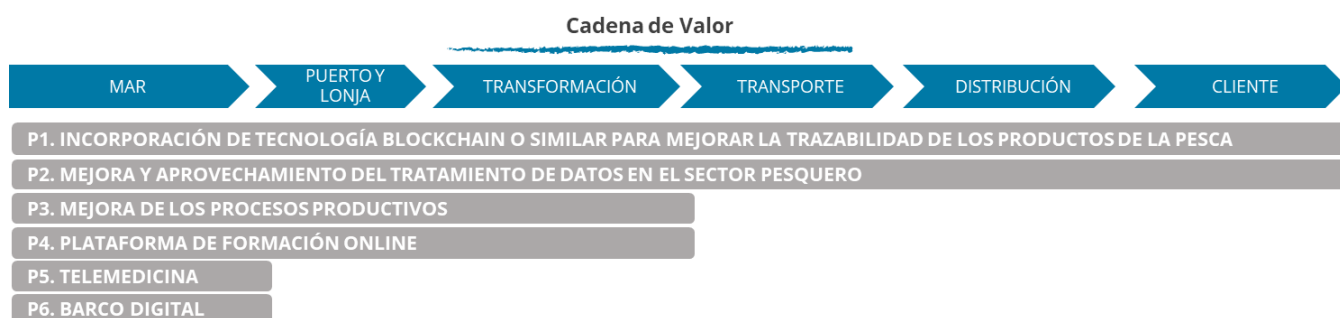 Cadena de Valor
MAR
PUERTO Y
LONJA
TRANSFORMACIÓN
TRANSPORTE
DISTRIBUCIÓN
CLIENTE
P1. INCORPORACIÓN DE TECNOLOGÍA BLOCKCHAIN O SIMILAR PARA MEJORAR LA TRAZABILIDAD DE LOS PRODUCTOS DE LA PESCA
P2. MEJORA Y APROVECHAMIENTO DEL TRATAMIENTO DE DATOS EN EL SECTOR PESQUERO
P3. MEJORA DE LOS PROCESOS PRODUCTIVOS
P4. PLATAFORMA DE FORMACIÓN ONLINE
P5. TELEMEDICINA
P6. BARCO DIGITAL